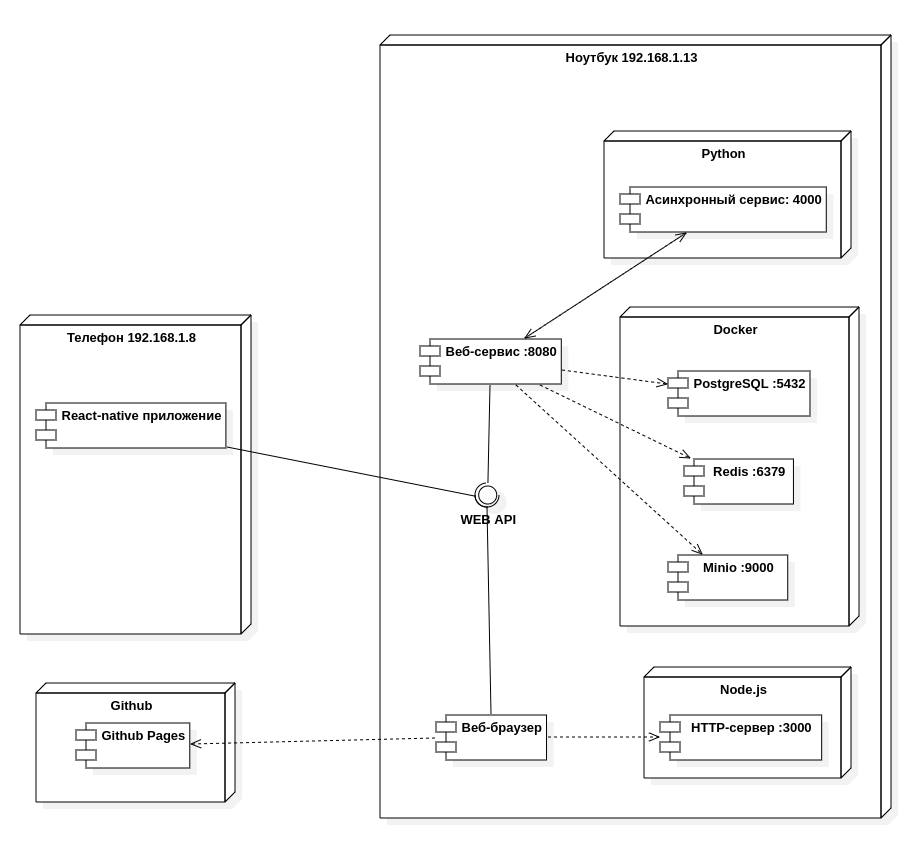 Ноутбук 192.168.1.13
Python
Асинхронный сервис: 4000
Телефон 192.168.1.8
Docker
Веб-сервис :8080
PostgreSQL :5432
React-native приложение
Redis :6379
WEB API
Minio :9000
Github
Node.js
Github Pages
Веб-браузер
HTTP-сервер :3000